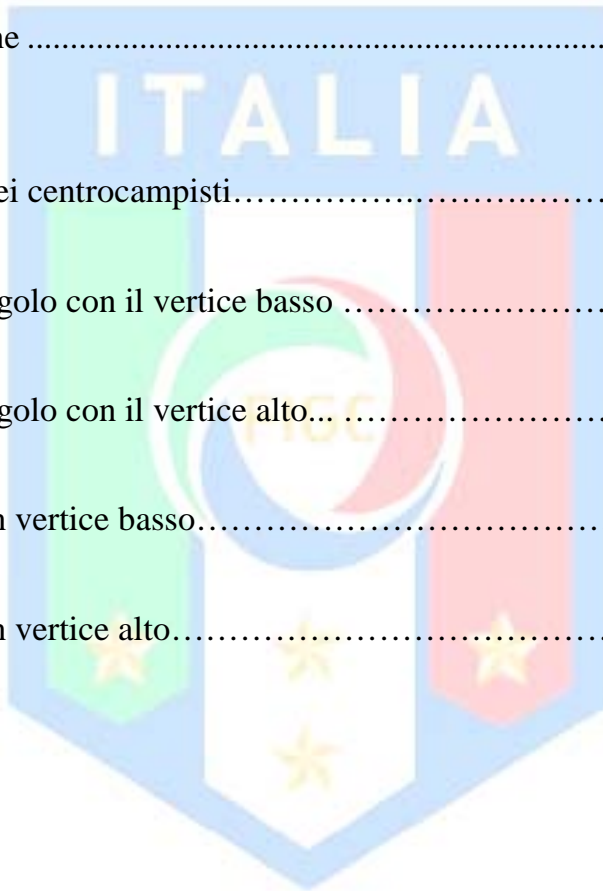 ne ........................................................................................
ITALIA
ei centrocampisti……………………..……
golo con il vertice basso ………………………
golo con il vertice alto... ………………………
FIGC
n vertice basso……………………………………
n vertice alto………………………………………